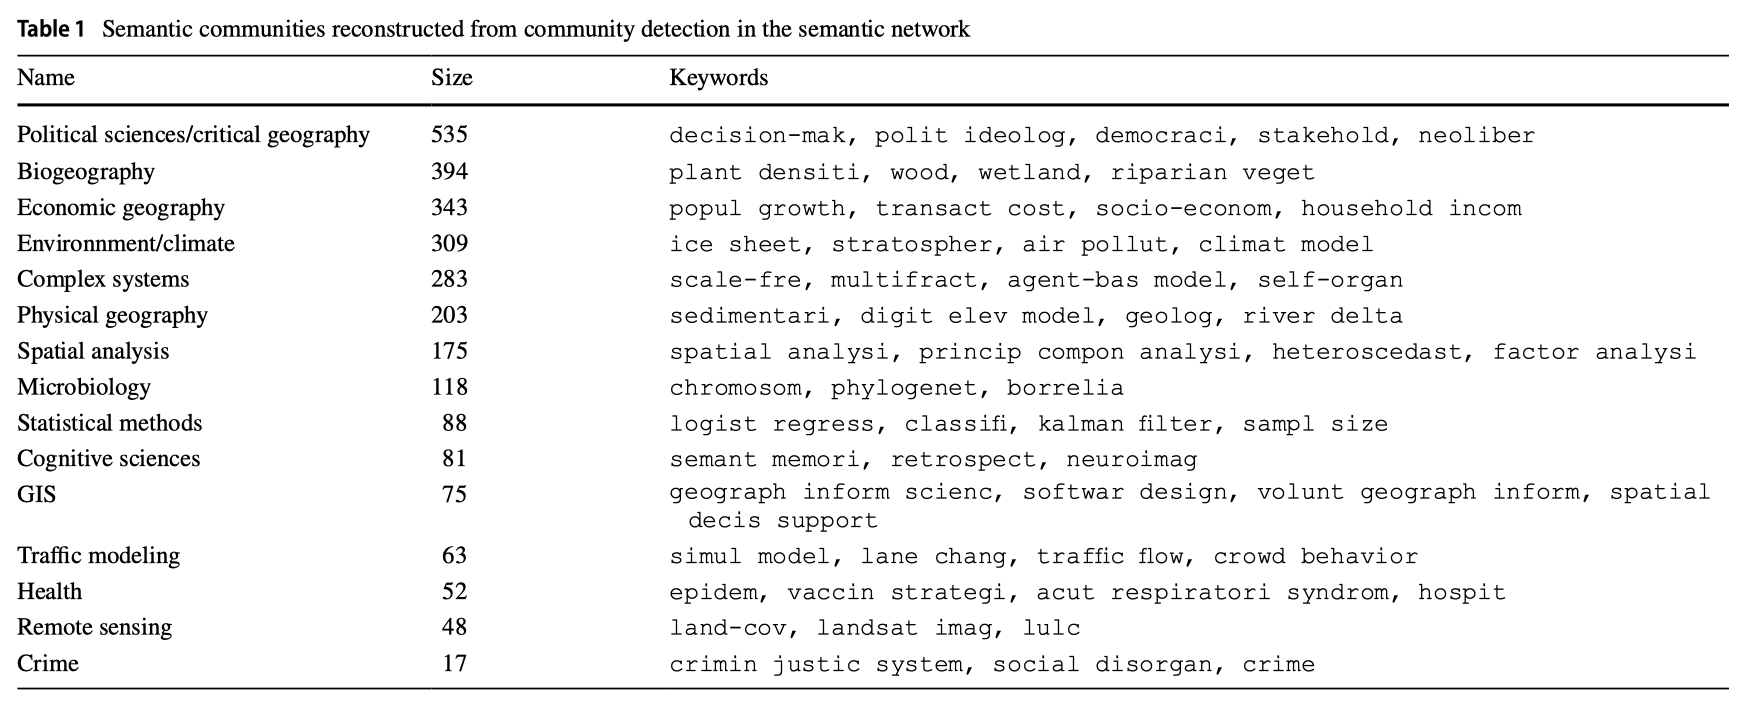 Table 1 Semantic communities reconstructed from community detection in the semantic network
Name Size Keywords
Political sciences/critical geography 535 decision-mak, polit ideolog, democraci, stakehold, neoliber
Biogeography 394 plant densiti, wood, wetland, riparian veget
Economic geography 343 popul growth, transact cost, socio-econom, household incom
Environnment/climate 309 ice sheet, stratospher, air pollut, climat model
Complex systems 283 scale-fre, multifract, agent-bas model, self-organ
Physical geography 203 sedimentari, digit elev model, geolog, river delta
Spatial analysis 175 spatial analysi, princip compon analysi, heteroscedast, factor analysi
Microbiology 118 chromosom, phylogenet, borrelia
Statistical methods 88 logist regress, classifi, kalman filter, sampl size
Cognitive sciences 81 semant memori, retrospect, neuroimag
GIS 75 geograph inform scienc, softwar design, volunt geograph inform, spatial
decis support
Traffic modeling 63 simul model, lane chang, traffic flow, crowd behavior
Health 52 epidem, vaccin strategi, acut respiratori syndrom, hospit
Remote sensing 48 land-cov, landsat imag, lulc
Crime 17 crimin justic system, social disorgan, crime